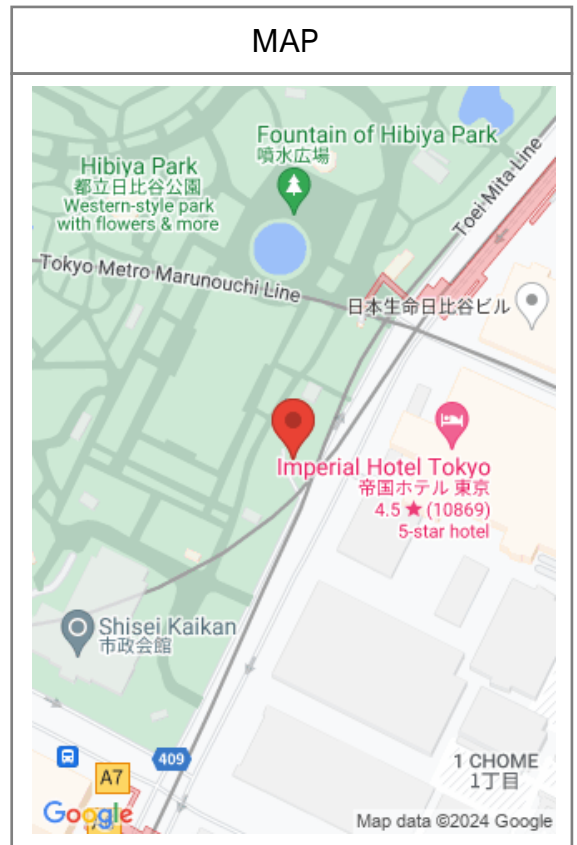 MAP
Fountain of Hibiya Park
噴水広場
Hibiya Park
都立日比谷公園
Western-style park
with flowers & more
Toei Mita Line
Tokyo Metro Marunouchi Line
日本生命日比谷ビル
Imperial Hotel Tokyo
帝国ホテル 東京
4.5 ★ (10869)
5-star hotel
Shisei Kaikan
市政会館
409
A7
1 CHOME
1丁目
Google
Map data ©2024 Google